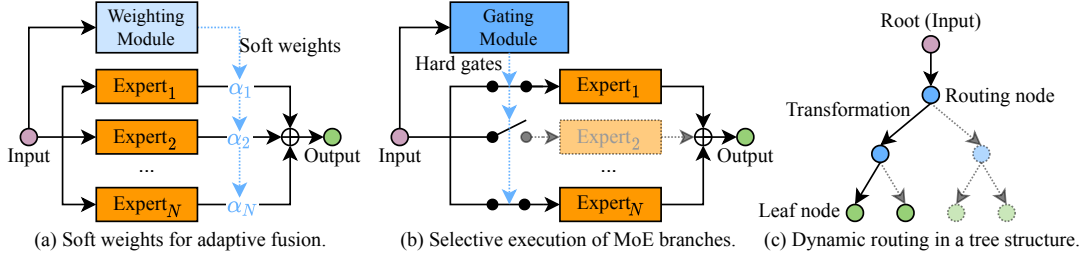 Weighting
Module
Soft weights
Expert1
α1
Expert2
α2
...
ExpertN
αN
Input
Output
(a) Soft weights for adaptive fusion.
Gating
Module
Hard gates
Expert1
Expert2
...
ExpertN
Input
Output
(b) Selective execution of MoE branches.
Root (Input)
Routing node
Transformation
Leaf node
(c) Dynamic routing in a tree structure.